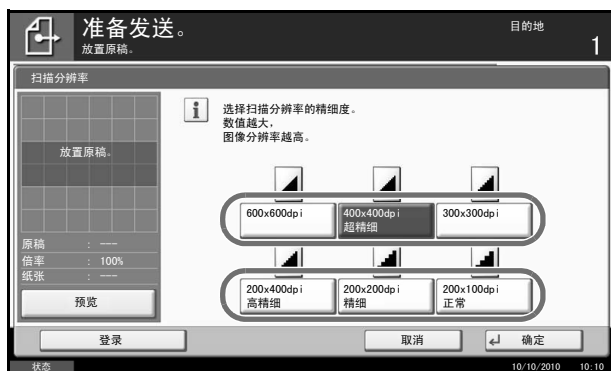 准备发送。
放置原稿。
目的地
1
扫描分辨率
放置原稿。
i
选择扫描分辨率的精细度。
数值越大，
图像分辨率越高。
600x600dpi
400x400dpi
超精细
300x300dpi
200x400dpi
高精细
200x200dpi
精细
200x100dpi
正常
原稿 : ---
倍率 : 100%
纸张 : ---
预览
登录
取消
确定
状态
10/10/2010 10:10